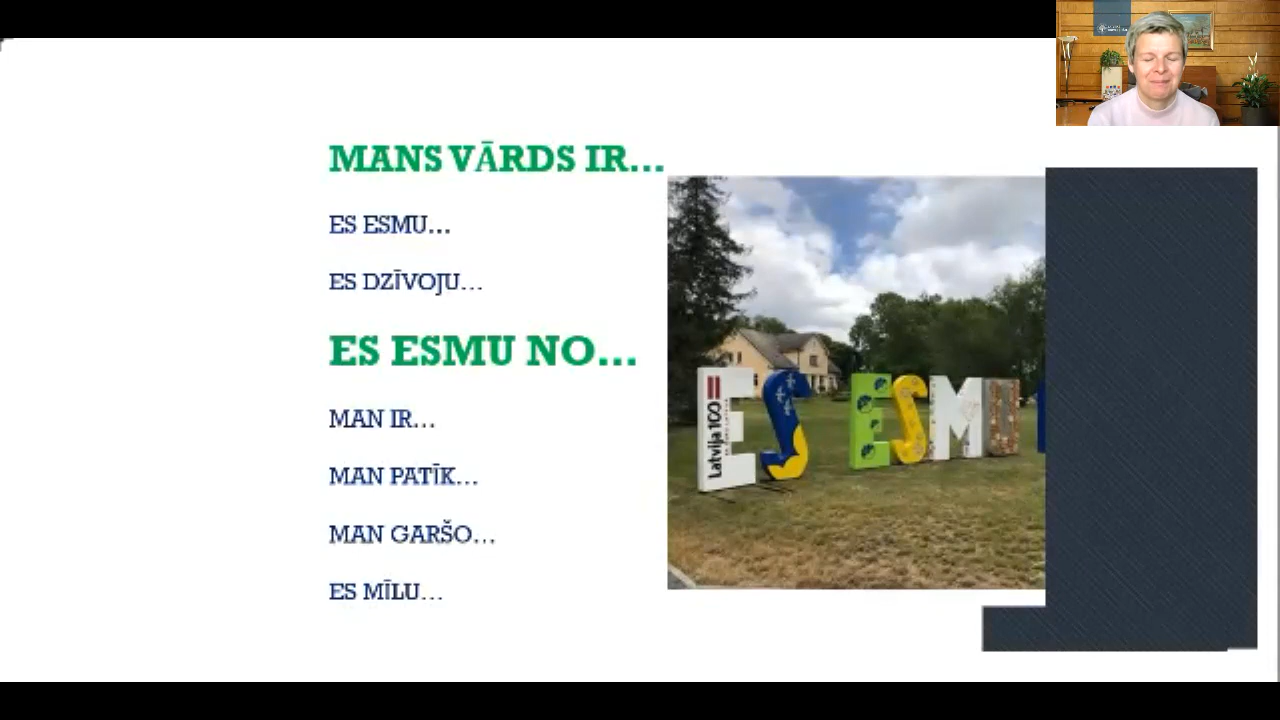 MANS VĀRDS IR...
ES ESMU...
ES DZĪVOJU...
ES ESMU NO...
MAN IR...
MAN PATĪK...
MAN GARŠO...
ES MĪLU...
ES ESMU
Latvija 100